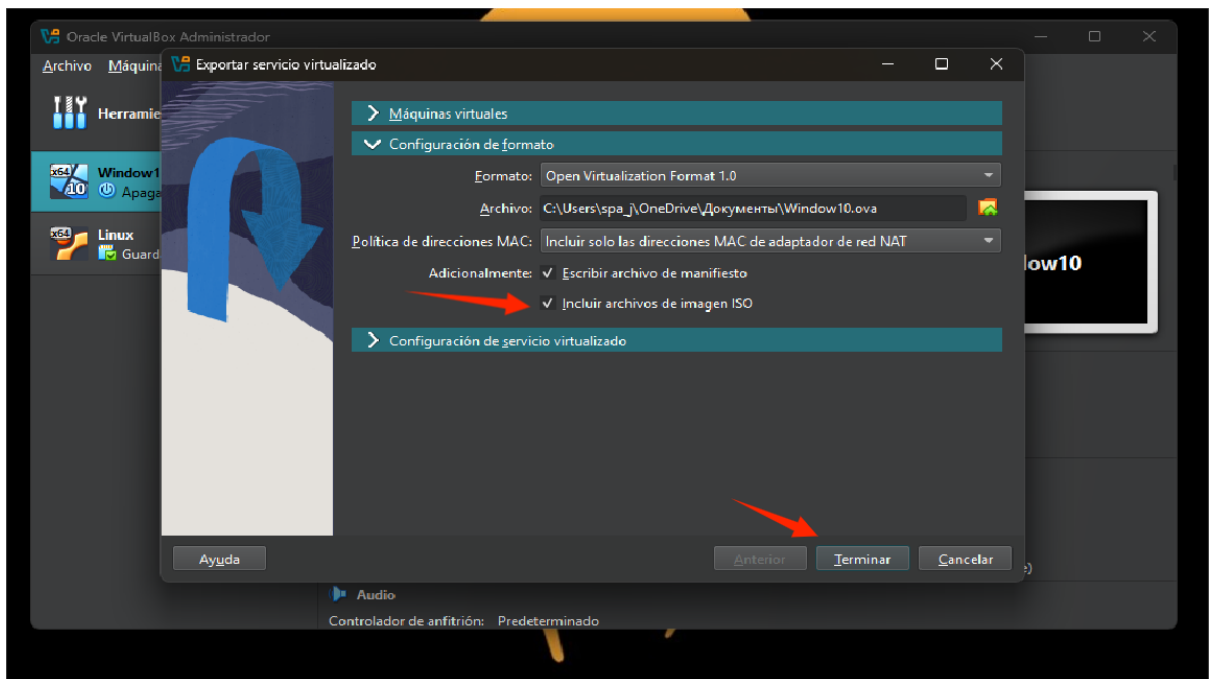 Oracle VirtualBox Administrador
Archivo Máquina
Exportar servicio virtualizado
Herramie
Máquinas virtuales
Configuración de formato
x64
10
Window1
Apaga
Formato: Open Virtualization Format 1.0
Archivo: C:\Users\spa_j\OneDrive\Документы\Window10.ova
x64
Linux
Guard
Política de direcciones MAC: Incluir solo las direcciones MAC de adaptador de red NAT
Adicionalmente: Escribir archivo de manifiesto
low10
Incluir archivos de imagen ISO
Configuración de servicio virtualizado
Ayuda
Anterior
Terminar
Cancelar
e)
Audio
Controlador de anfitrión: Predeterminado